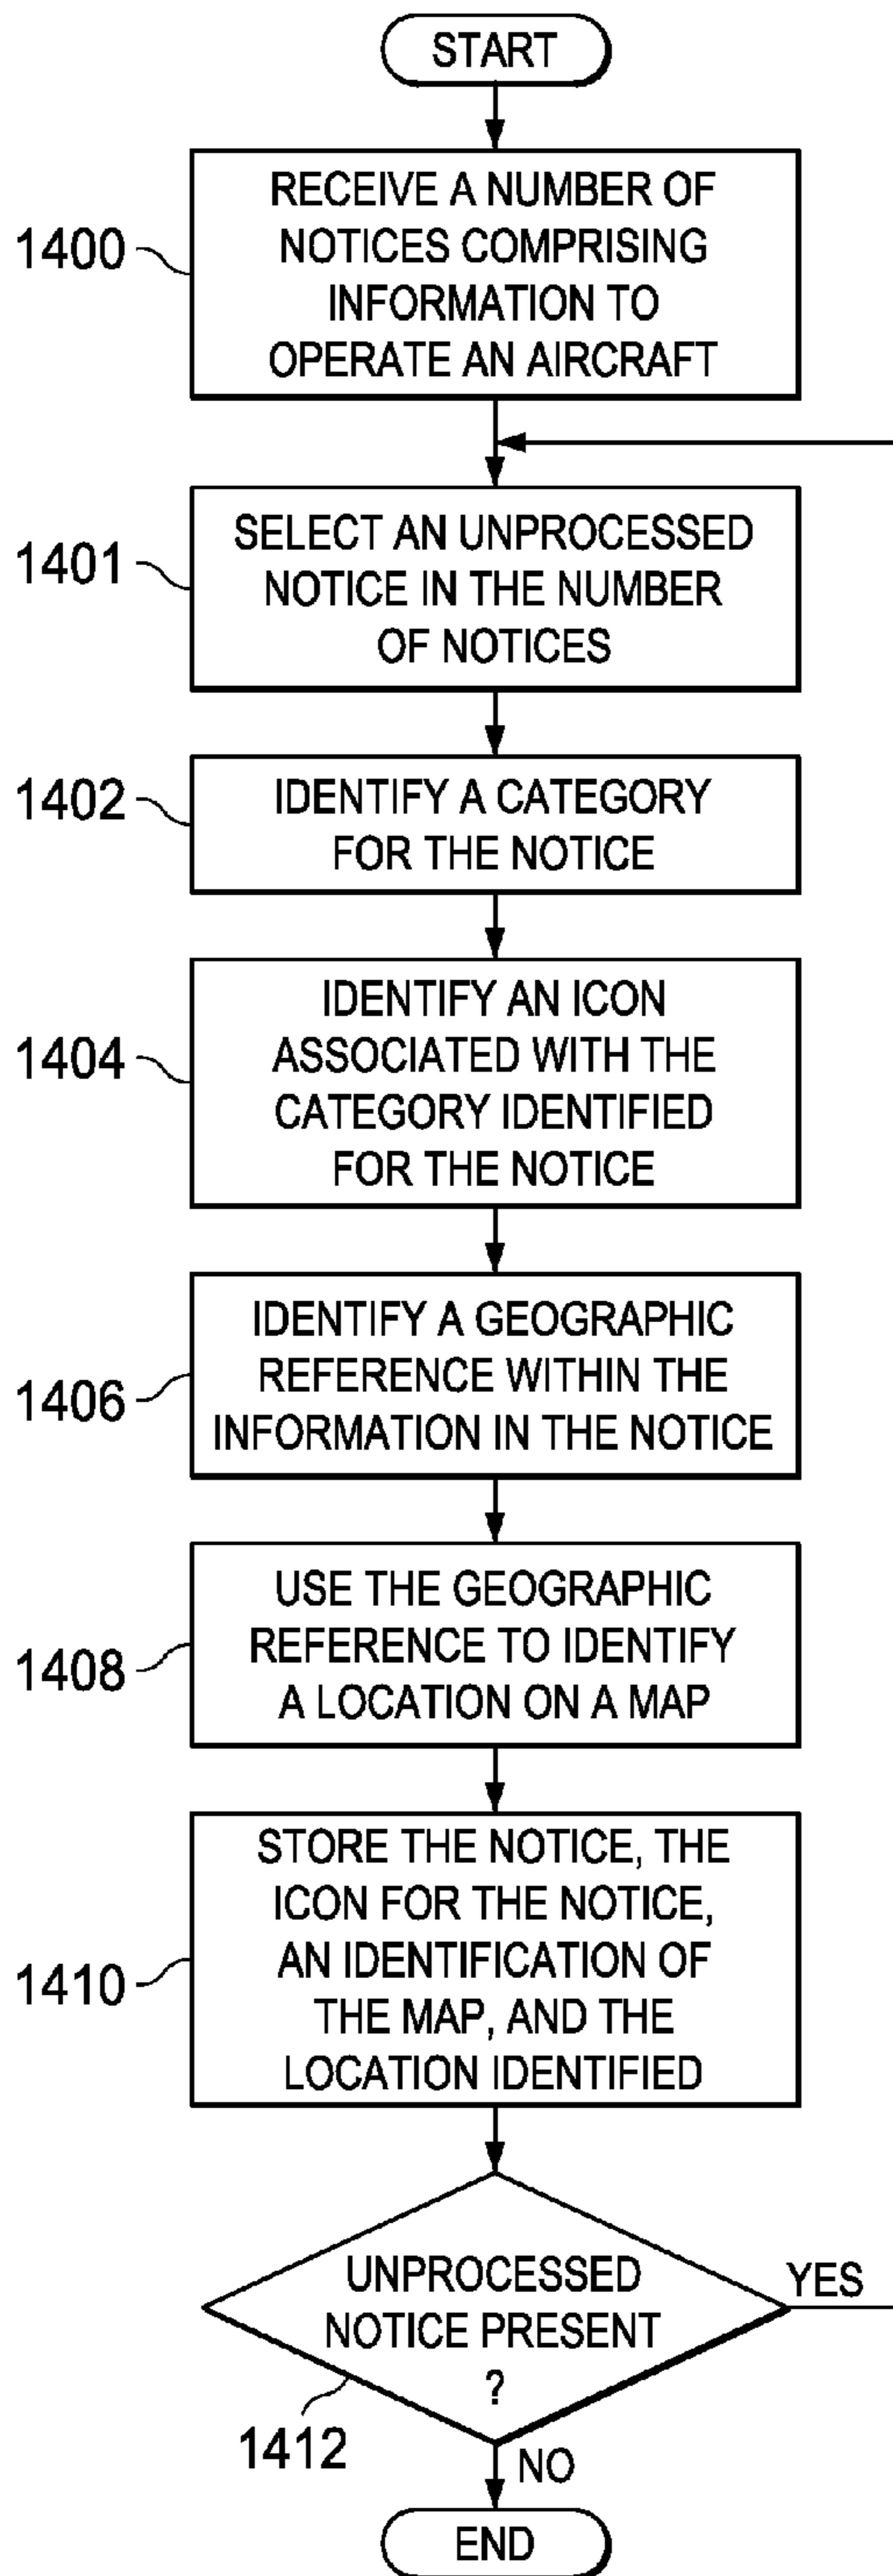 START
1400
RECEIVE A NUMBER OF
NOTICES COMPRISING
INFORMATION TO
OPERATE AN AIRCRAFT
1401
SELECT AN UNPROCESSED
NOTICE IN THE NUMBER
OF NOTICES
1402
IDENTIFY A CATEGORY
FOR THE NOTICE
1404
IDENTIFY AN ICON
ASSOCIATED WITH THE
CATEGORY IDENTIFIED
FOR THE NOTICE
1406
IDENTIFY A GEOGRAPHIC
REFERENCE WITHIN THE
INFORMATION IN THE NOTICE
1408
USE THE GEOGRAPHIC
REFERENCE TO IDENTIFY
A LOCATION ON A MAP
1410
STORE THE NOTICE, THE
ICON FOR THE NOTICE,
AN IDENTIFICATION OF
THE MAP, AND THE
LOCATION IDENTIFIED
UNPROCESSED
NOTICE PRESENT
?
YES
1412
NO
END